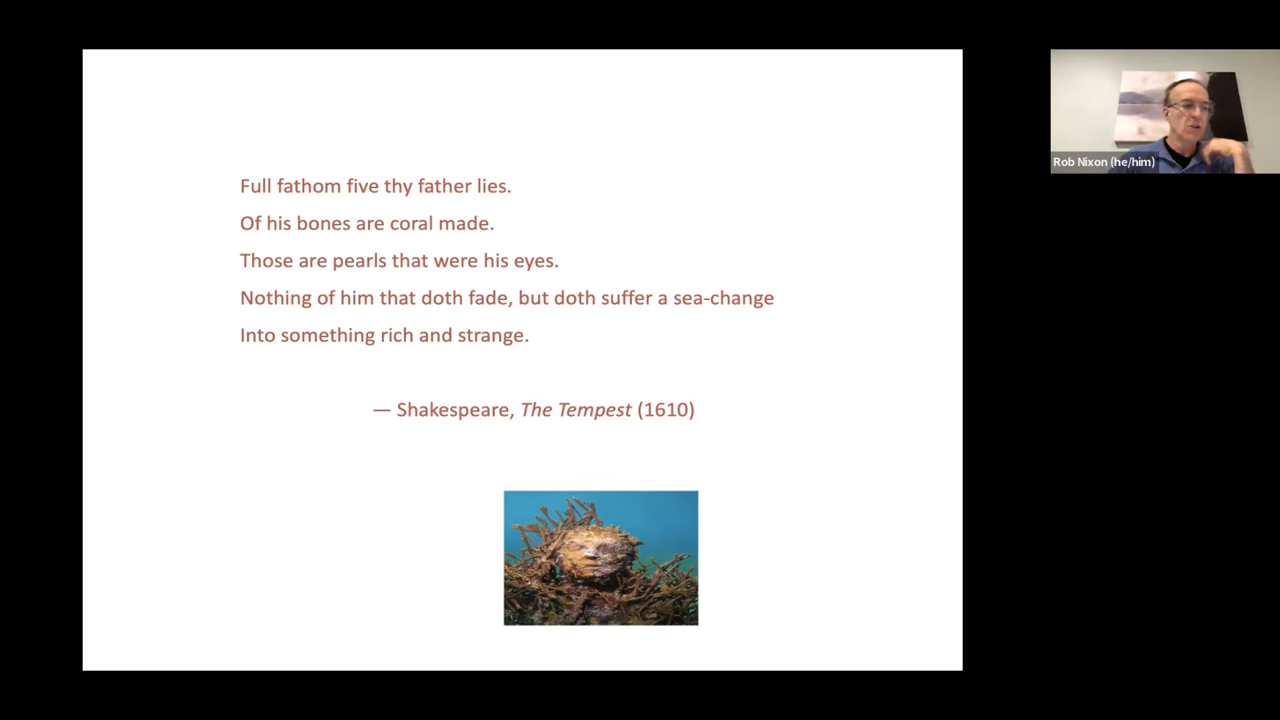 Full fathom five thy father lies.
Of his bones are coral made.
Those are pearls that were his eyes.
Nothing of him that doth fade, but doth suffer a sea-change
Into something rich and strange.
— Shakespeare, The Tempest (1610)
Rob Nixon (he/him)